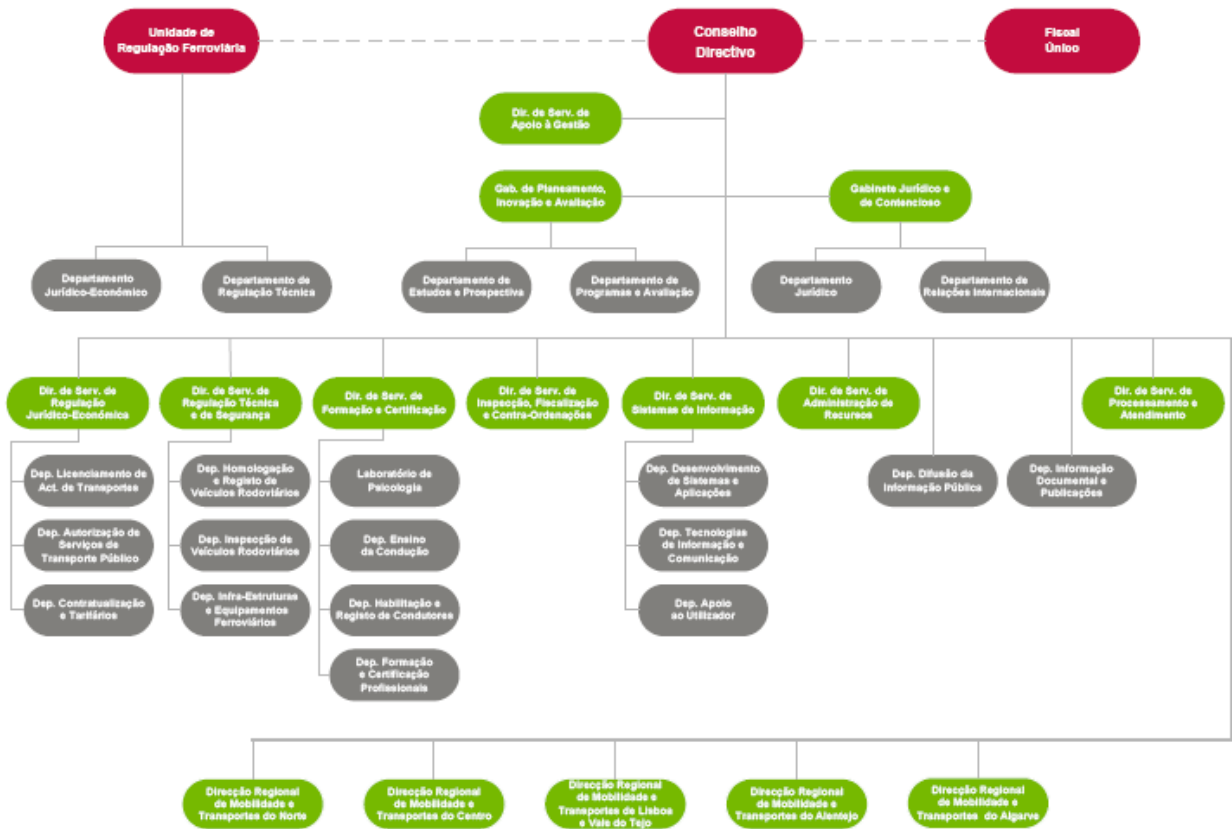 Unidade de
Regulação Ferroviária
Conselho
Directivo
Fiscal
Único
Dir. de Serv. de
Apoio à Gestão
Gab. de Planeamento,
Inovação e Avaliação
Gabinete Jurídico e
de Contencioso
Departamento
Jurídico-Económico
Departamento de
Regulação Técnica
Departamento de
Estudos e Prospectiva
Departamento de
Programas e Avaliação
Departamento
Jurídico
Departamento de
Relações Internacionais
Dir. de Serv. de
Regulação
Jurídico-Económica
Dir. de Serv. de
Regulação Técnica
e de Segurança
Dir. de Serv. de
Formação e Certificação
Dir. de Serv. de
Inspecção, Fiscalização
e Contra-Ordenações
Dir. de Serv. de
Sistemas de Informação
Dir. de Serv. de
Administração de
Recursos
Dir. de Serv. de
Processamento e
Atendimento
Dep. Licenciamento de
Act. de Transportes
Dep. Homologação
e Registo de
Veículos Rodoviários
Laboratório de
Psicologia
Dep. Desenvolvimento
de Sistemas e
Aplicações
Dep. Difusão da
Informação Pública
Dep. Informação
Documental e
Publicações
Dep. Autorização de
Serviços de
Transporte Público
Dep. Inspecção de
Veículos Rodoviários
Dep. Ensino
da Condução
Dep. Tecnologias
de Informação e
Comunicação
Dep. Contratualização
e Tarifários
Dep. Infra-Estruturas
e Equipamentos
Ferroviários
Dep. Habilitação e
Registo de Condutores
Dep. Apoio
ao Utilizador
Dep. Formação
e Certificação
Profissionais
Direcção Regional
de Mobilidade e
Transportes do Norte
Direcção Regional
de Mobilidade e
Transportes do Centro
Direcção Regional
de Mobilidade e
Transportes de Lisboa
e Vale do Tejo
Direcção Regional
de Mobilidade e
Transportes do Alentejo
Direcção Regional
de Mobilidade e
Transportes do Algarve